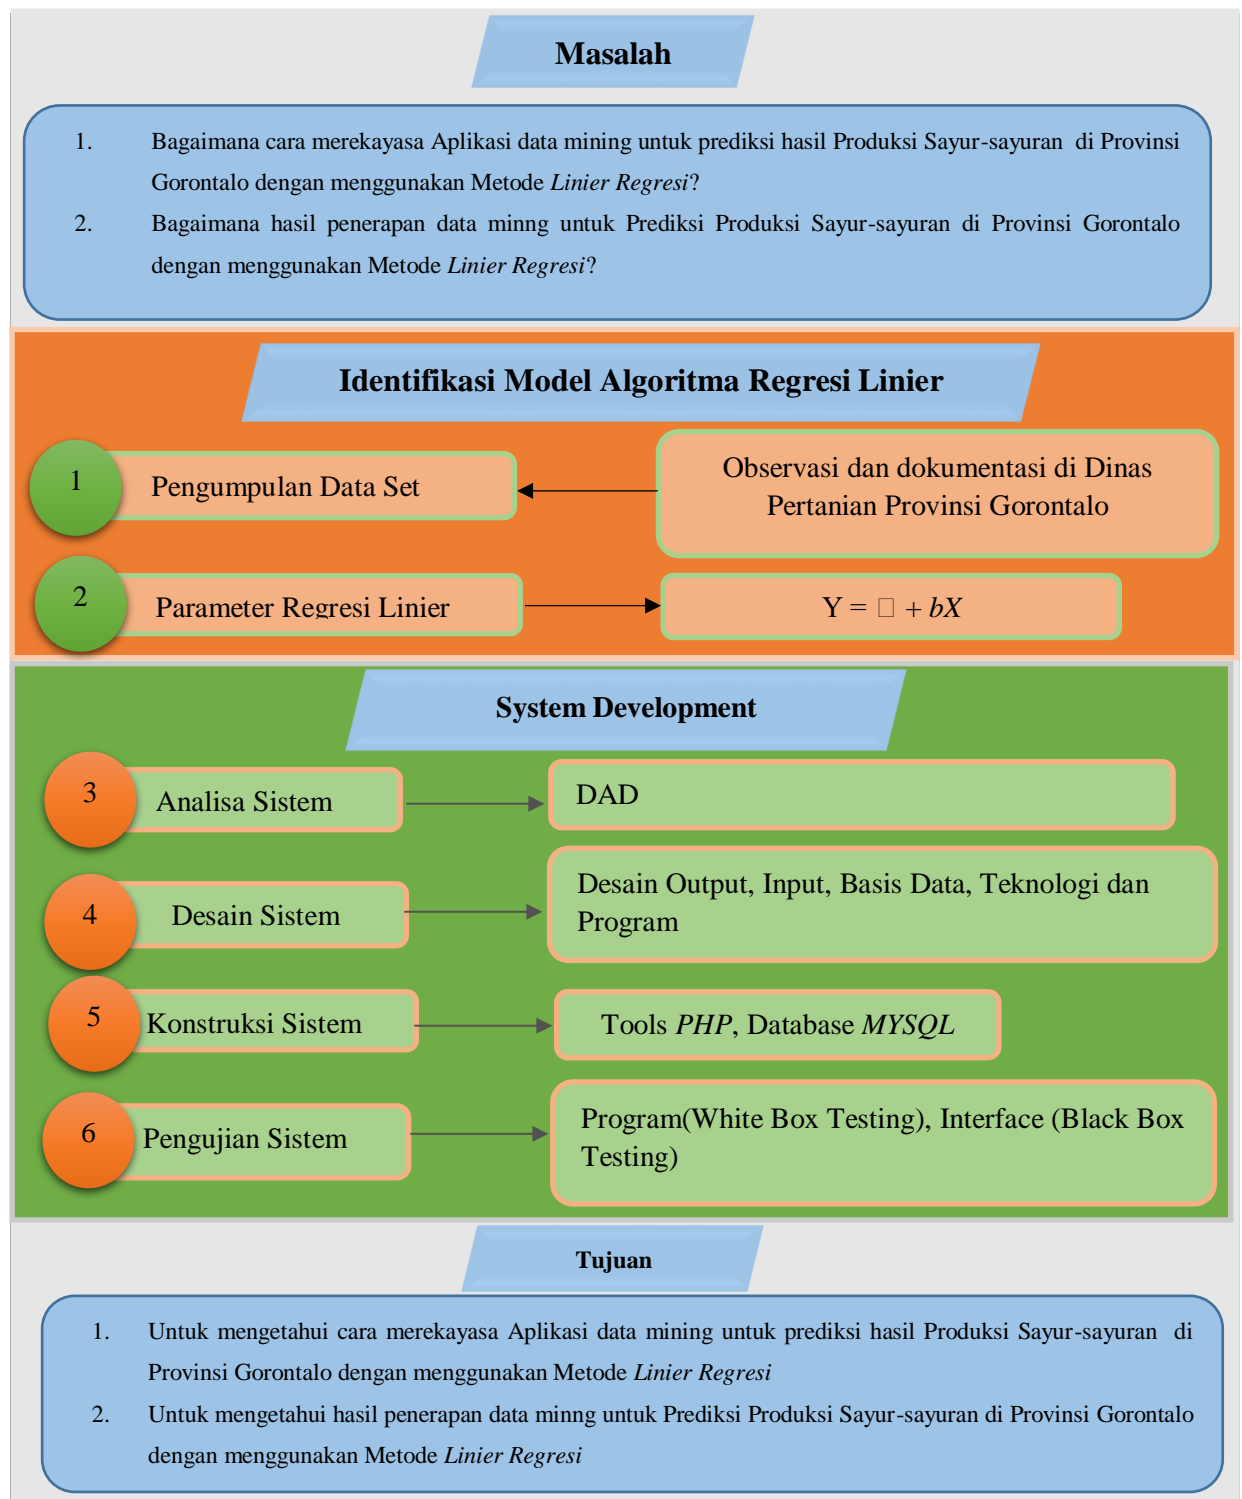 Masalah
1. Bagaimana cara merekayasa Aplikasi data mining untuk prediksi hasil Produksi Sayur-sayuran di Provinsi
Gorontalo dengan menggunakan Metode Linier Regresi?
2. Bagaimana hasil penerapan data minng untuk Prediksi Produksi Sayur-sayuran di Provinsi Gorontalo
dengan menggunakan Metode Linier Regresi?
Identifikasi Model Algoritma Regresi Linier
1 Pengumpulan Data Set
Observasi dan dokumentasi di Dinas
Pertanian Provinsi Gorontalo
2 Parameter Regresi Linier
Y = □ + bX
System Development
3 Analisa Sistem
DAD
4 Desain Sistem
Desain Output, Input, Basis Data, Teknologi dan
Program
5 Konstruksi Sistem
Tools PHP, Database MYSQL
6 Pengujian Sistem
Program(White Box Testing), Interface (Black Box
Testing)
Tujuan
1. Untuk mengetahui cara merekayasa Aplikasi data mining untuk prediksi hasil Produksi Sayur-sayuran di
Provinsi Gorontalo dengan menggunakan Metode Linier Regresi
2. Untuk mengetahui hasil penerapan data minng untuk Prediksi Produksi Sayur-sayuran di Provinsi Gorontalo
dengan menggunakan Metode Linier Regresi